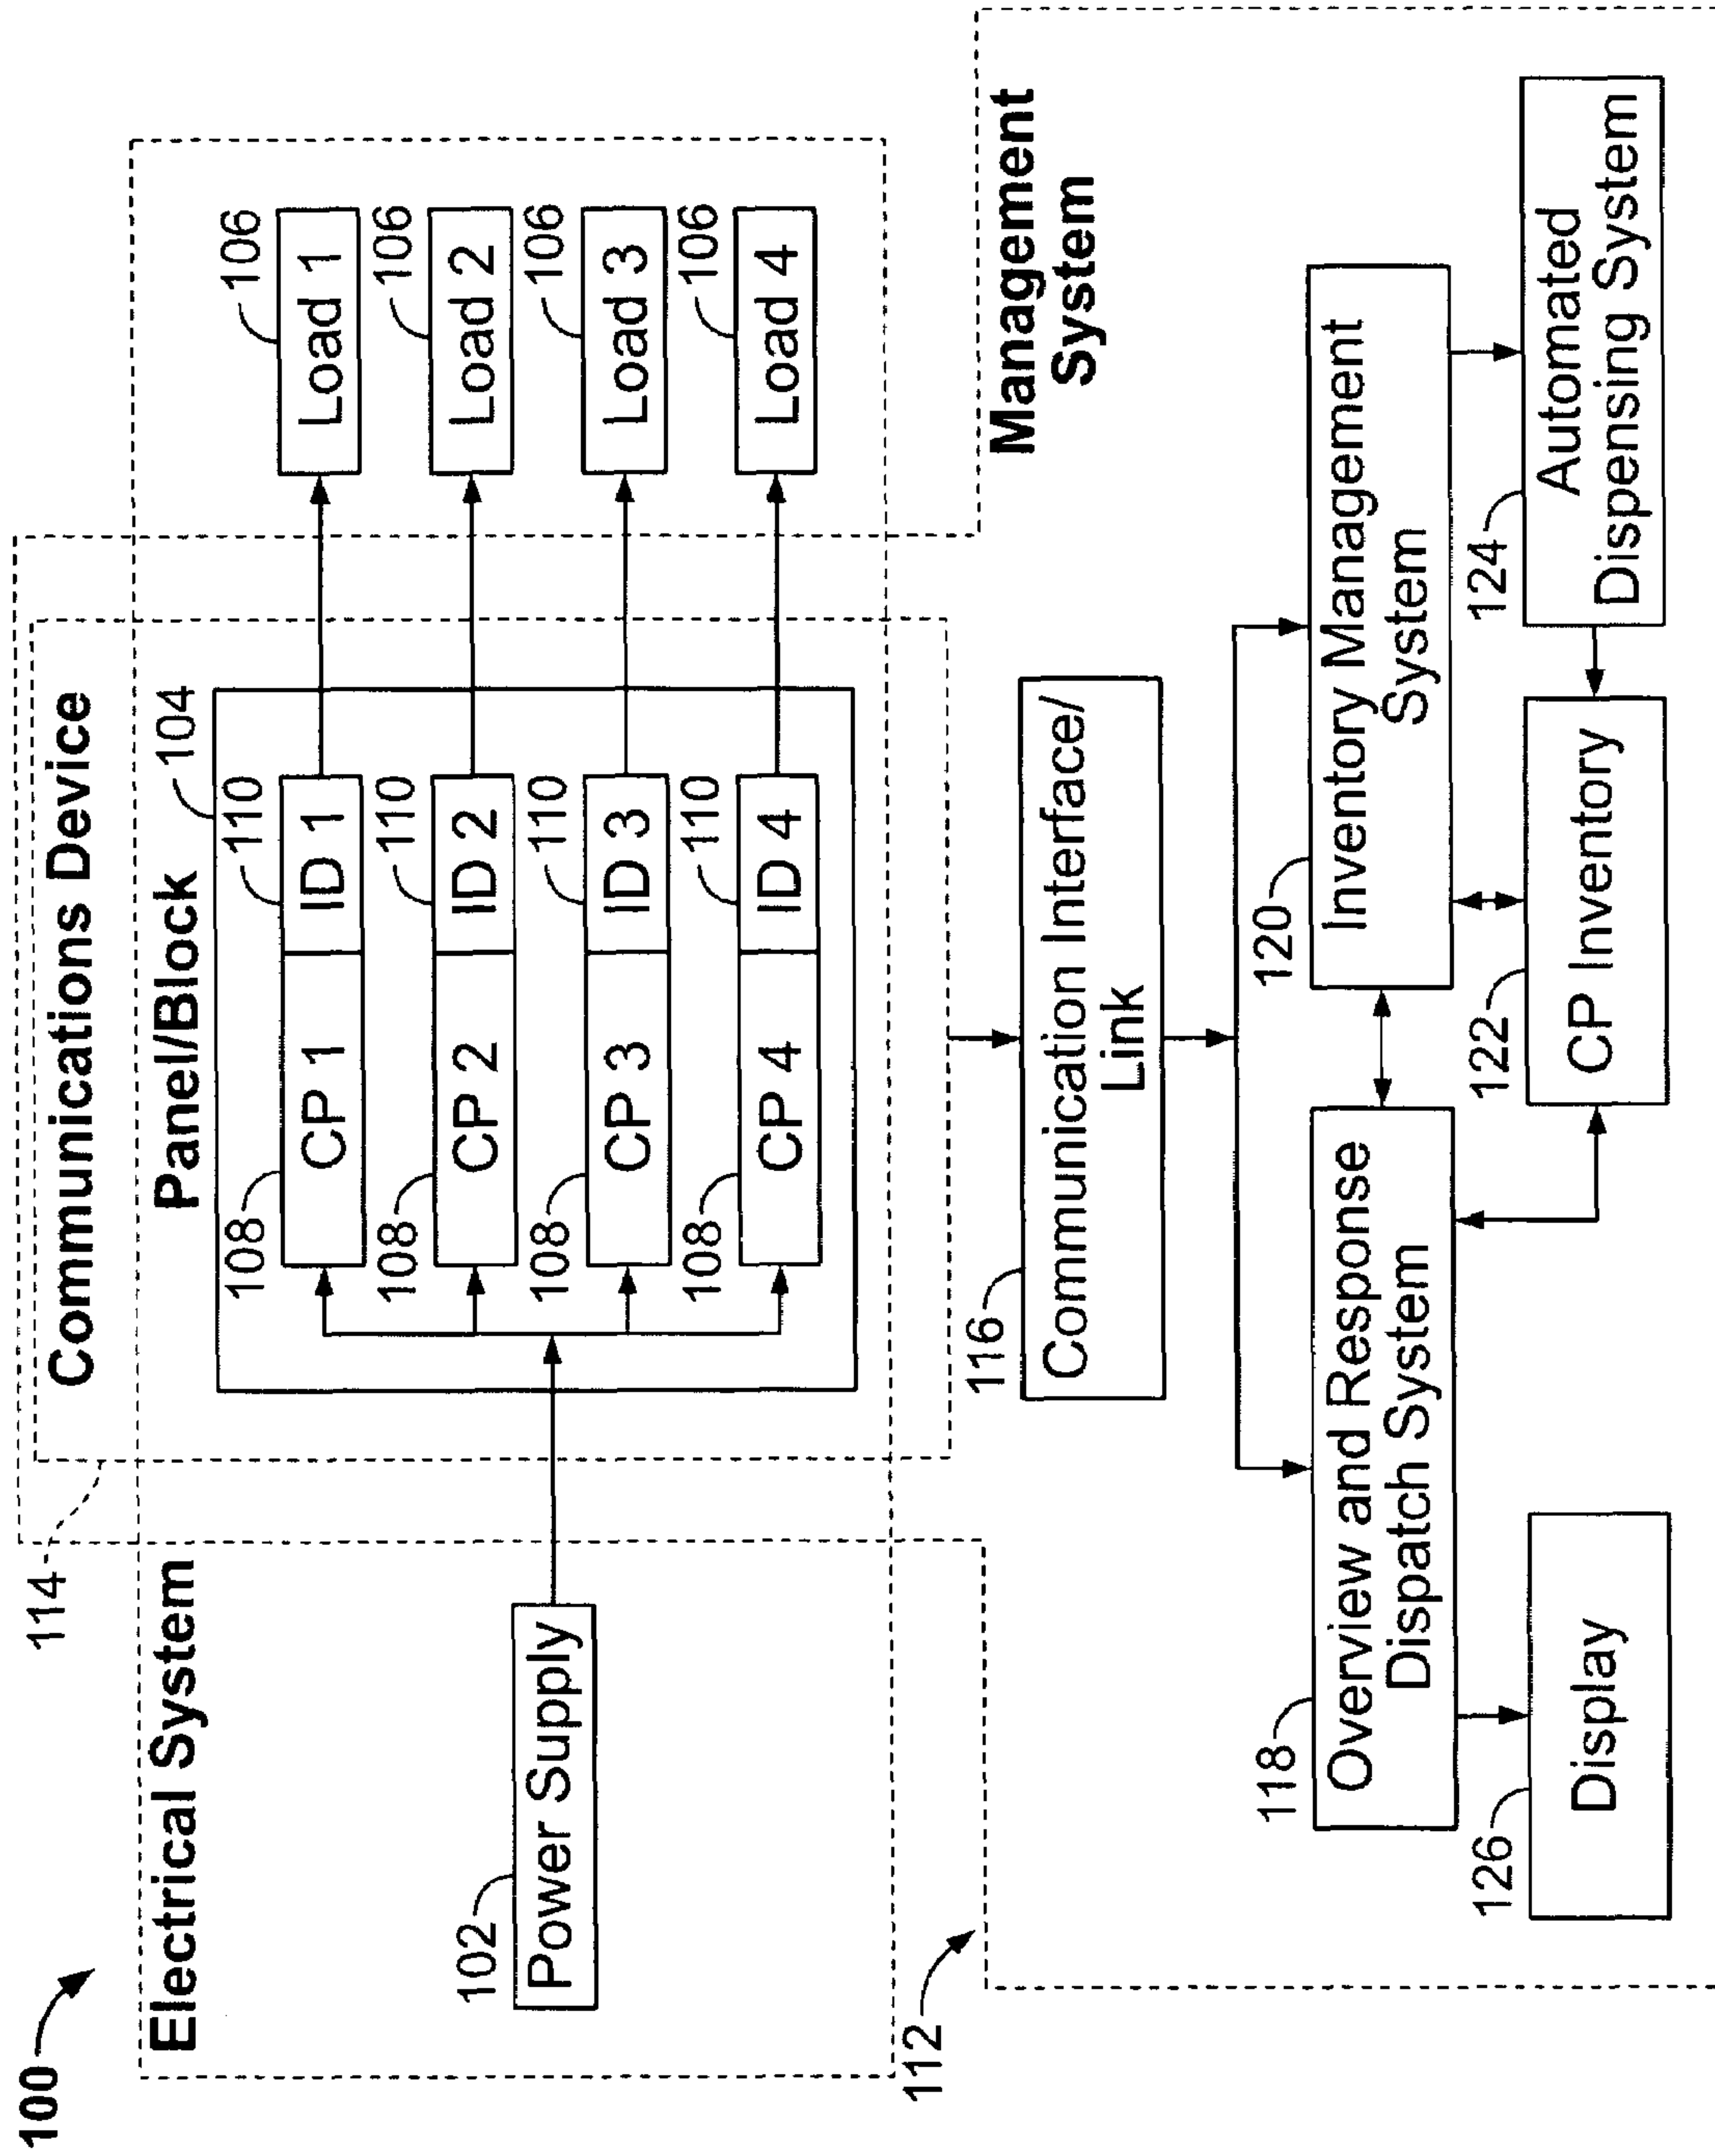 100
114
Communications Device
Electrical System
Panel/Block
104
102
Power Supply
108
CP 1
110
ID 1
106
Load 1
108
CP 2
110
ID 2
106
Load 2
108
CP 3
110
ID 3
106
Load 3
108
CP 4
110
ID 4
106
Load 4
112
Management
System
116
Communication Interface/
Link
118
Overview and Response
Dispatch System
120
Inventory Management
System
126
Display
122
CP Inventory
124
Automated
Dispensing System